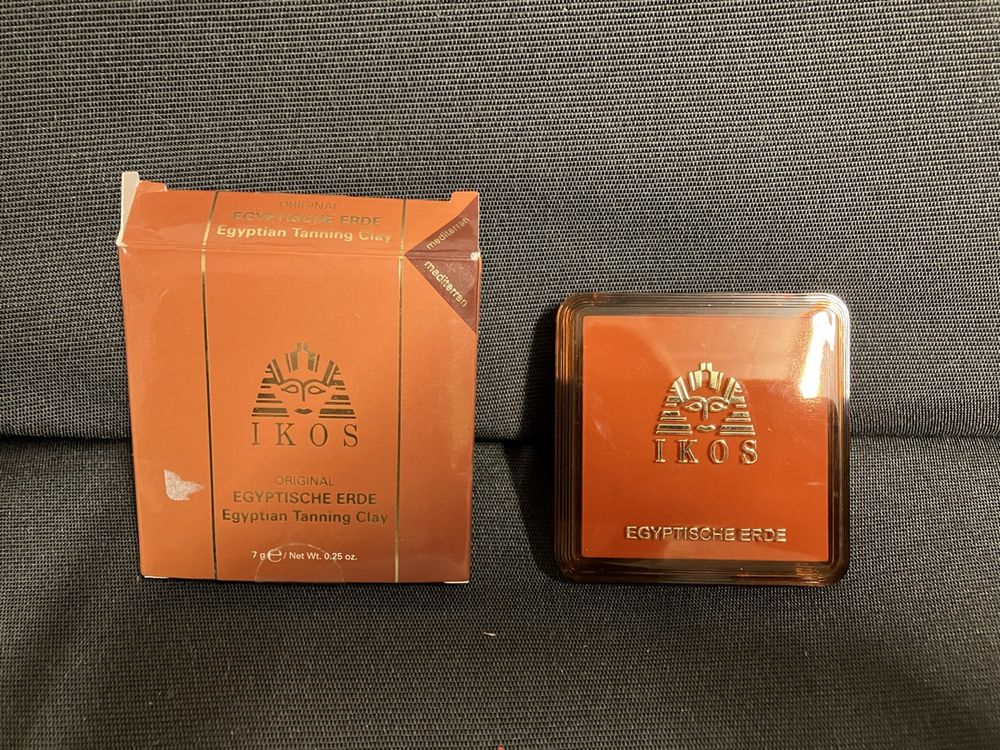 ORIGINAL
EGYPTISCHE ERDE
Egyptian Tanning Clay
mediterran
mediterran
IKOS
ORIGINAL
EGYPTISCHE ERDE
Egyptian Tanning Clay
7 g ℮ / Net Wt. 0.25 oz.
IKOS
EGYPTISCHE ERDE